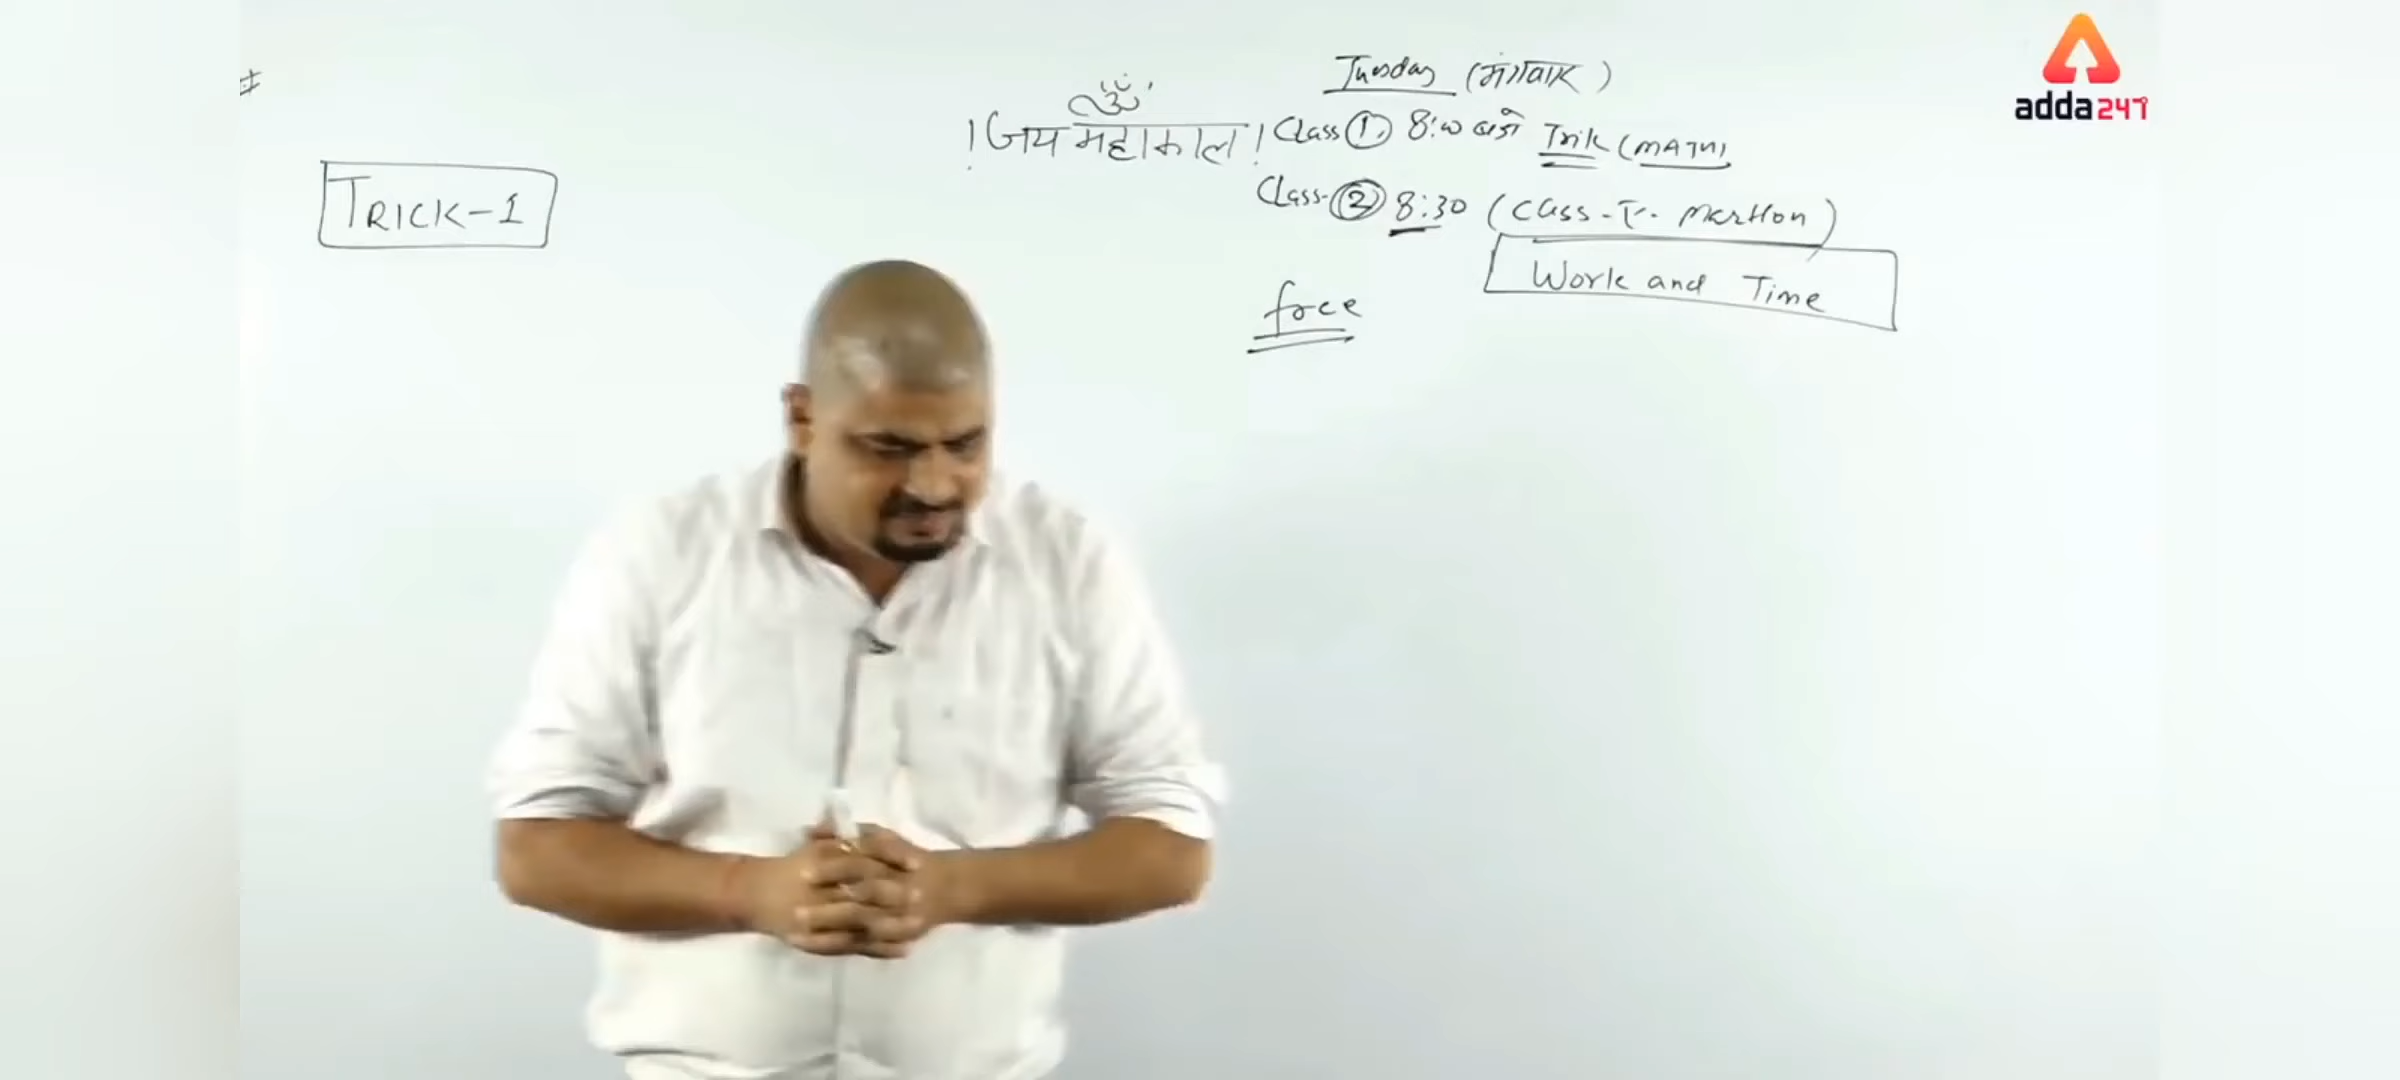 #
TRICK-1
ॐ
! जय महाकाल !
Tuesday (मंगलवार)
Class ① 8:00 बजे Trik (MATH)
Class-② 8:30 (Class-T- Marthon)
Work and Time
free
adda247